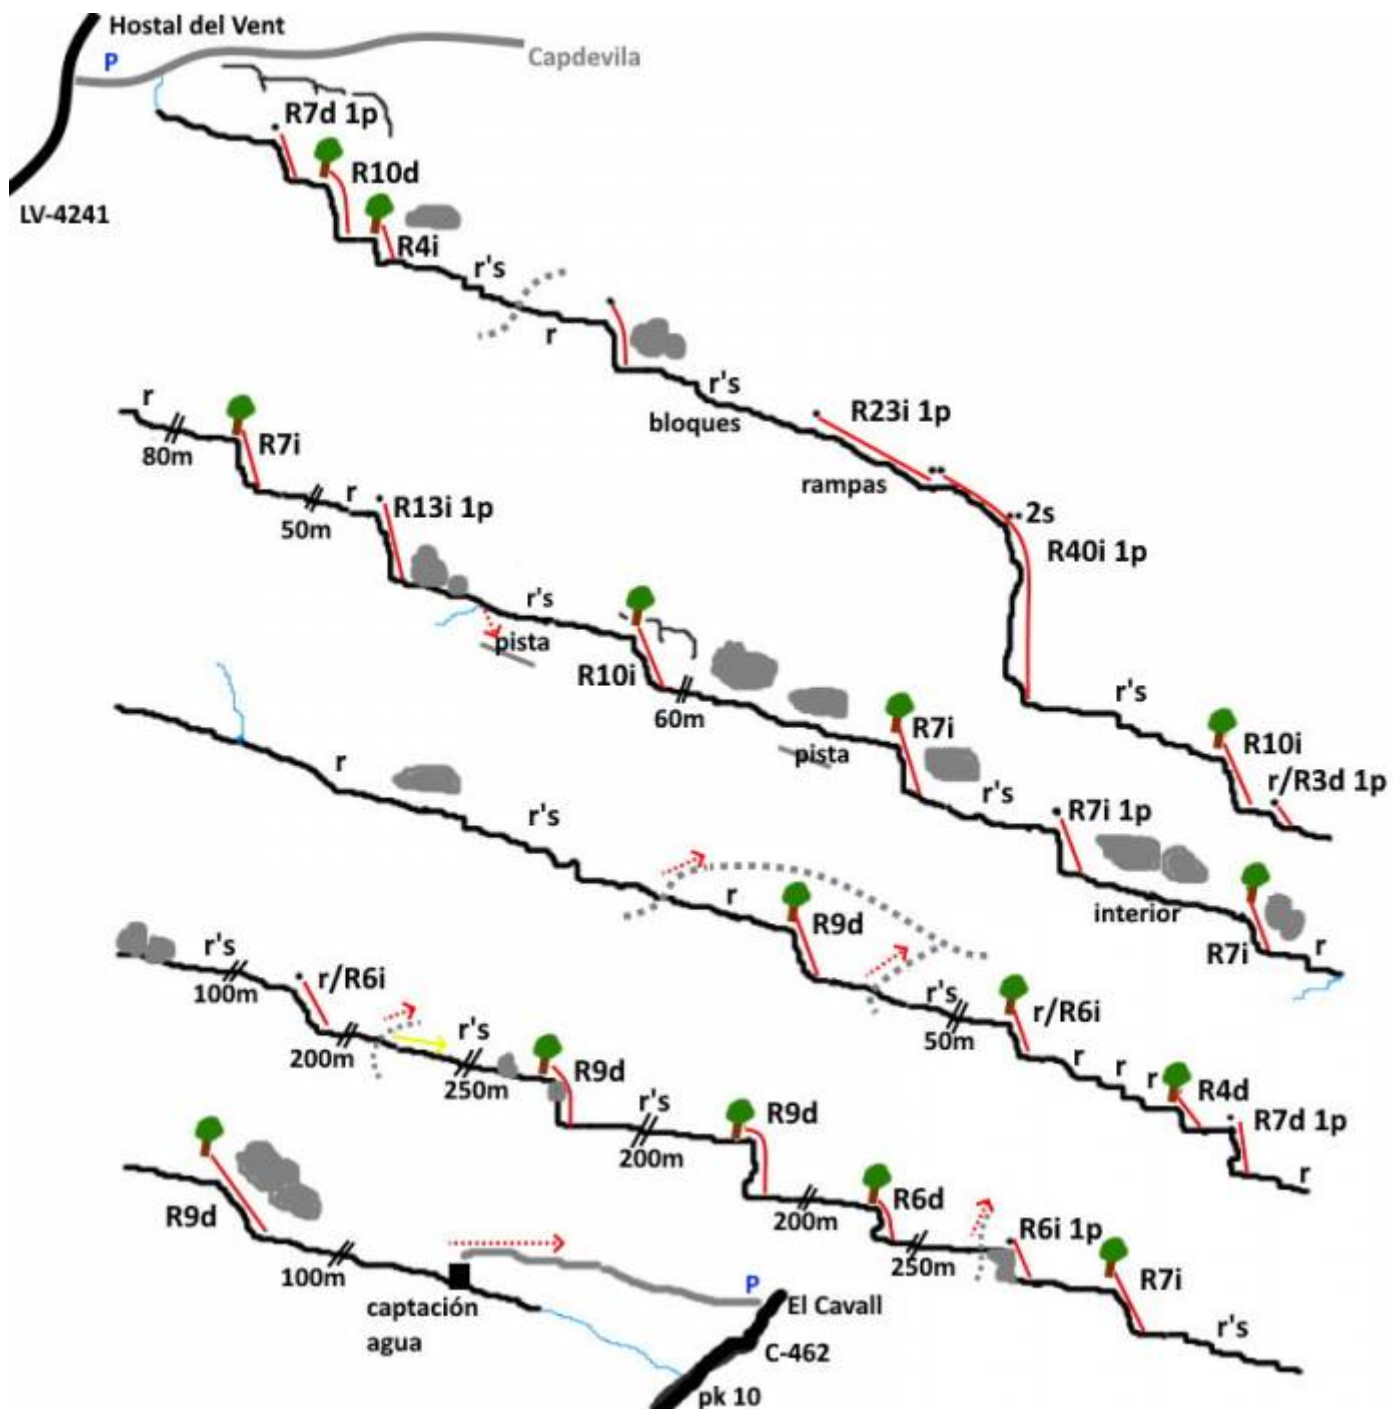 Hostal del Vent
P
Capdevila
R7d 1p
R10d
LV-4241
R4i
r's
r
r's
bloques
R23i 1p
rampas
2s
R40i 1p
r's
R10i
r/R3d 1p
r
80m
R7i
50m
r
R13i 1p
r's
pista
R10i
60m
pista
R7i
r's
R7i 1p
interior
R7i
r
r
r's
r
R9d
r's
50m
r/R6i
r
r
r
R4d
R7d 1p
r
r's
100m
r/R6i
200m
r's
250m
R9d
r's
200m
R9d
200m
R6d
250m
R6i 1p
R7i
r's
R9d
100m
captación
agua
P
El Cavall
C-462
pk 10